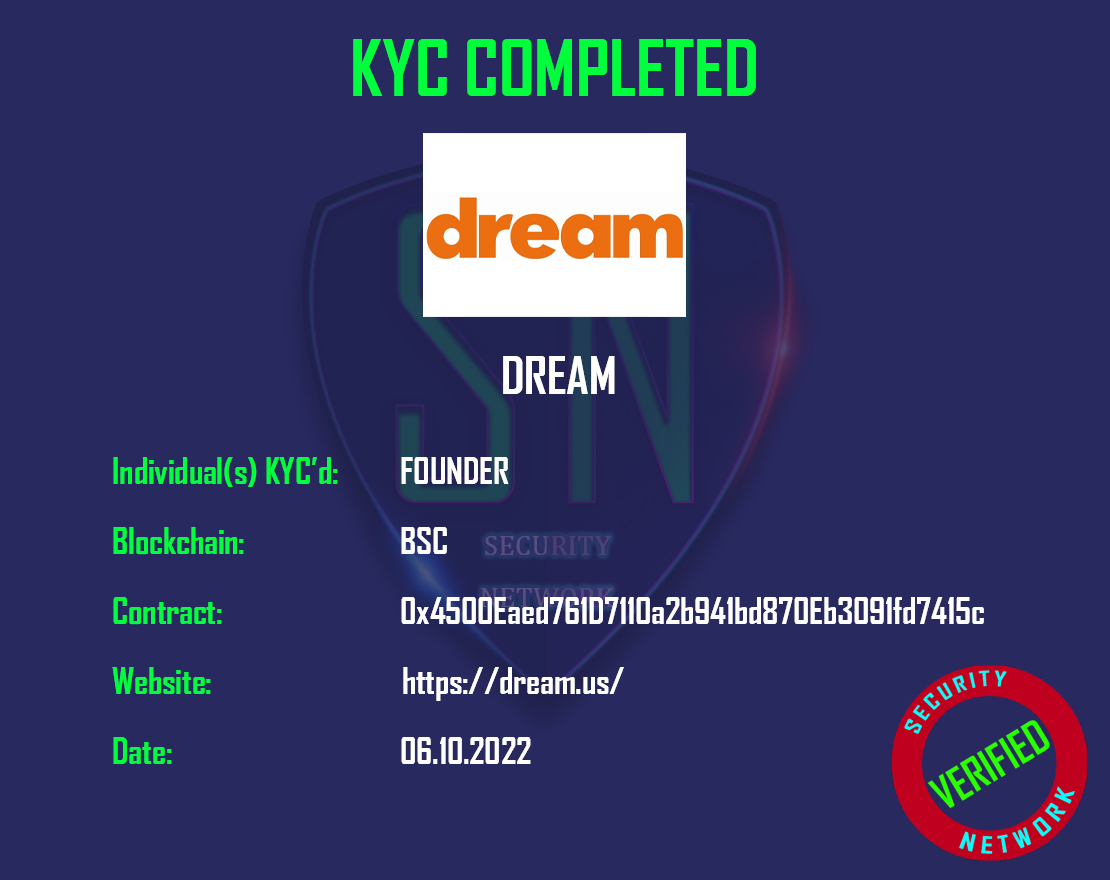 KYC COMPLETED
dream
DREAM
Individual(s) KYC'd: FOUNDER
Blockchain: BSC
SECURITY
NETWORK
Contract: 0x4500Eaed761D7110a2b941bd870Eb3091fd7415c
Website: https://dream.us/
Date: 06.10.2022
SECURITY
VERIFIED
NETWORK
SN